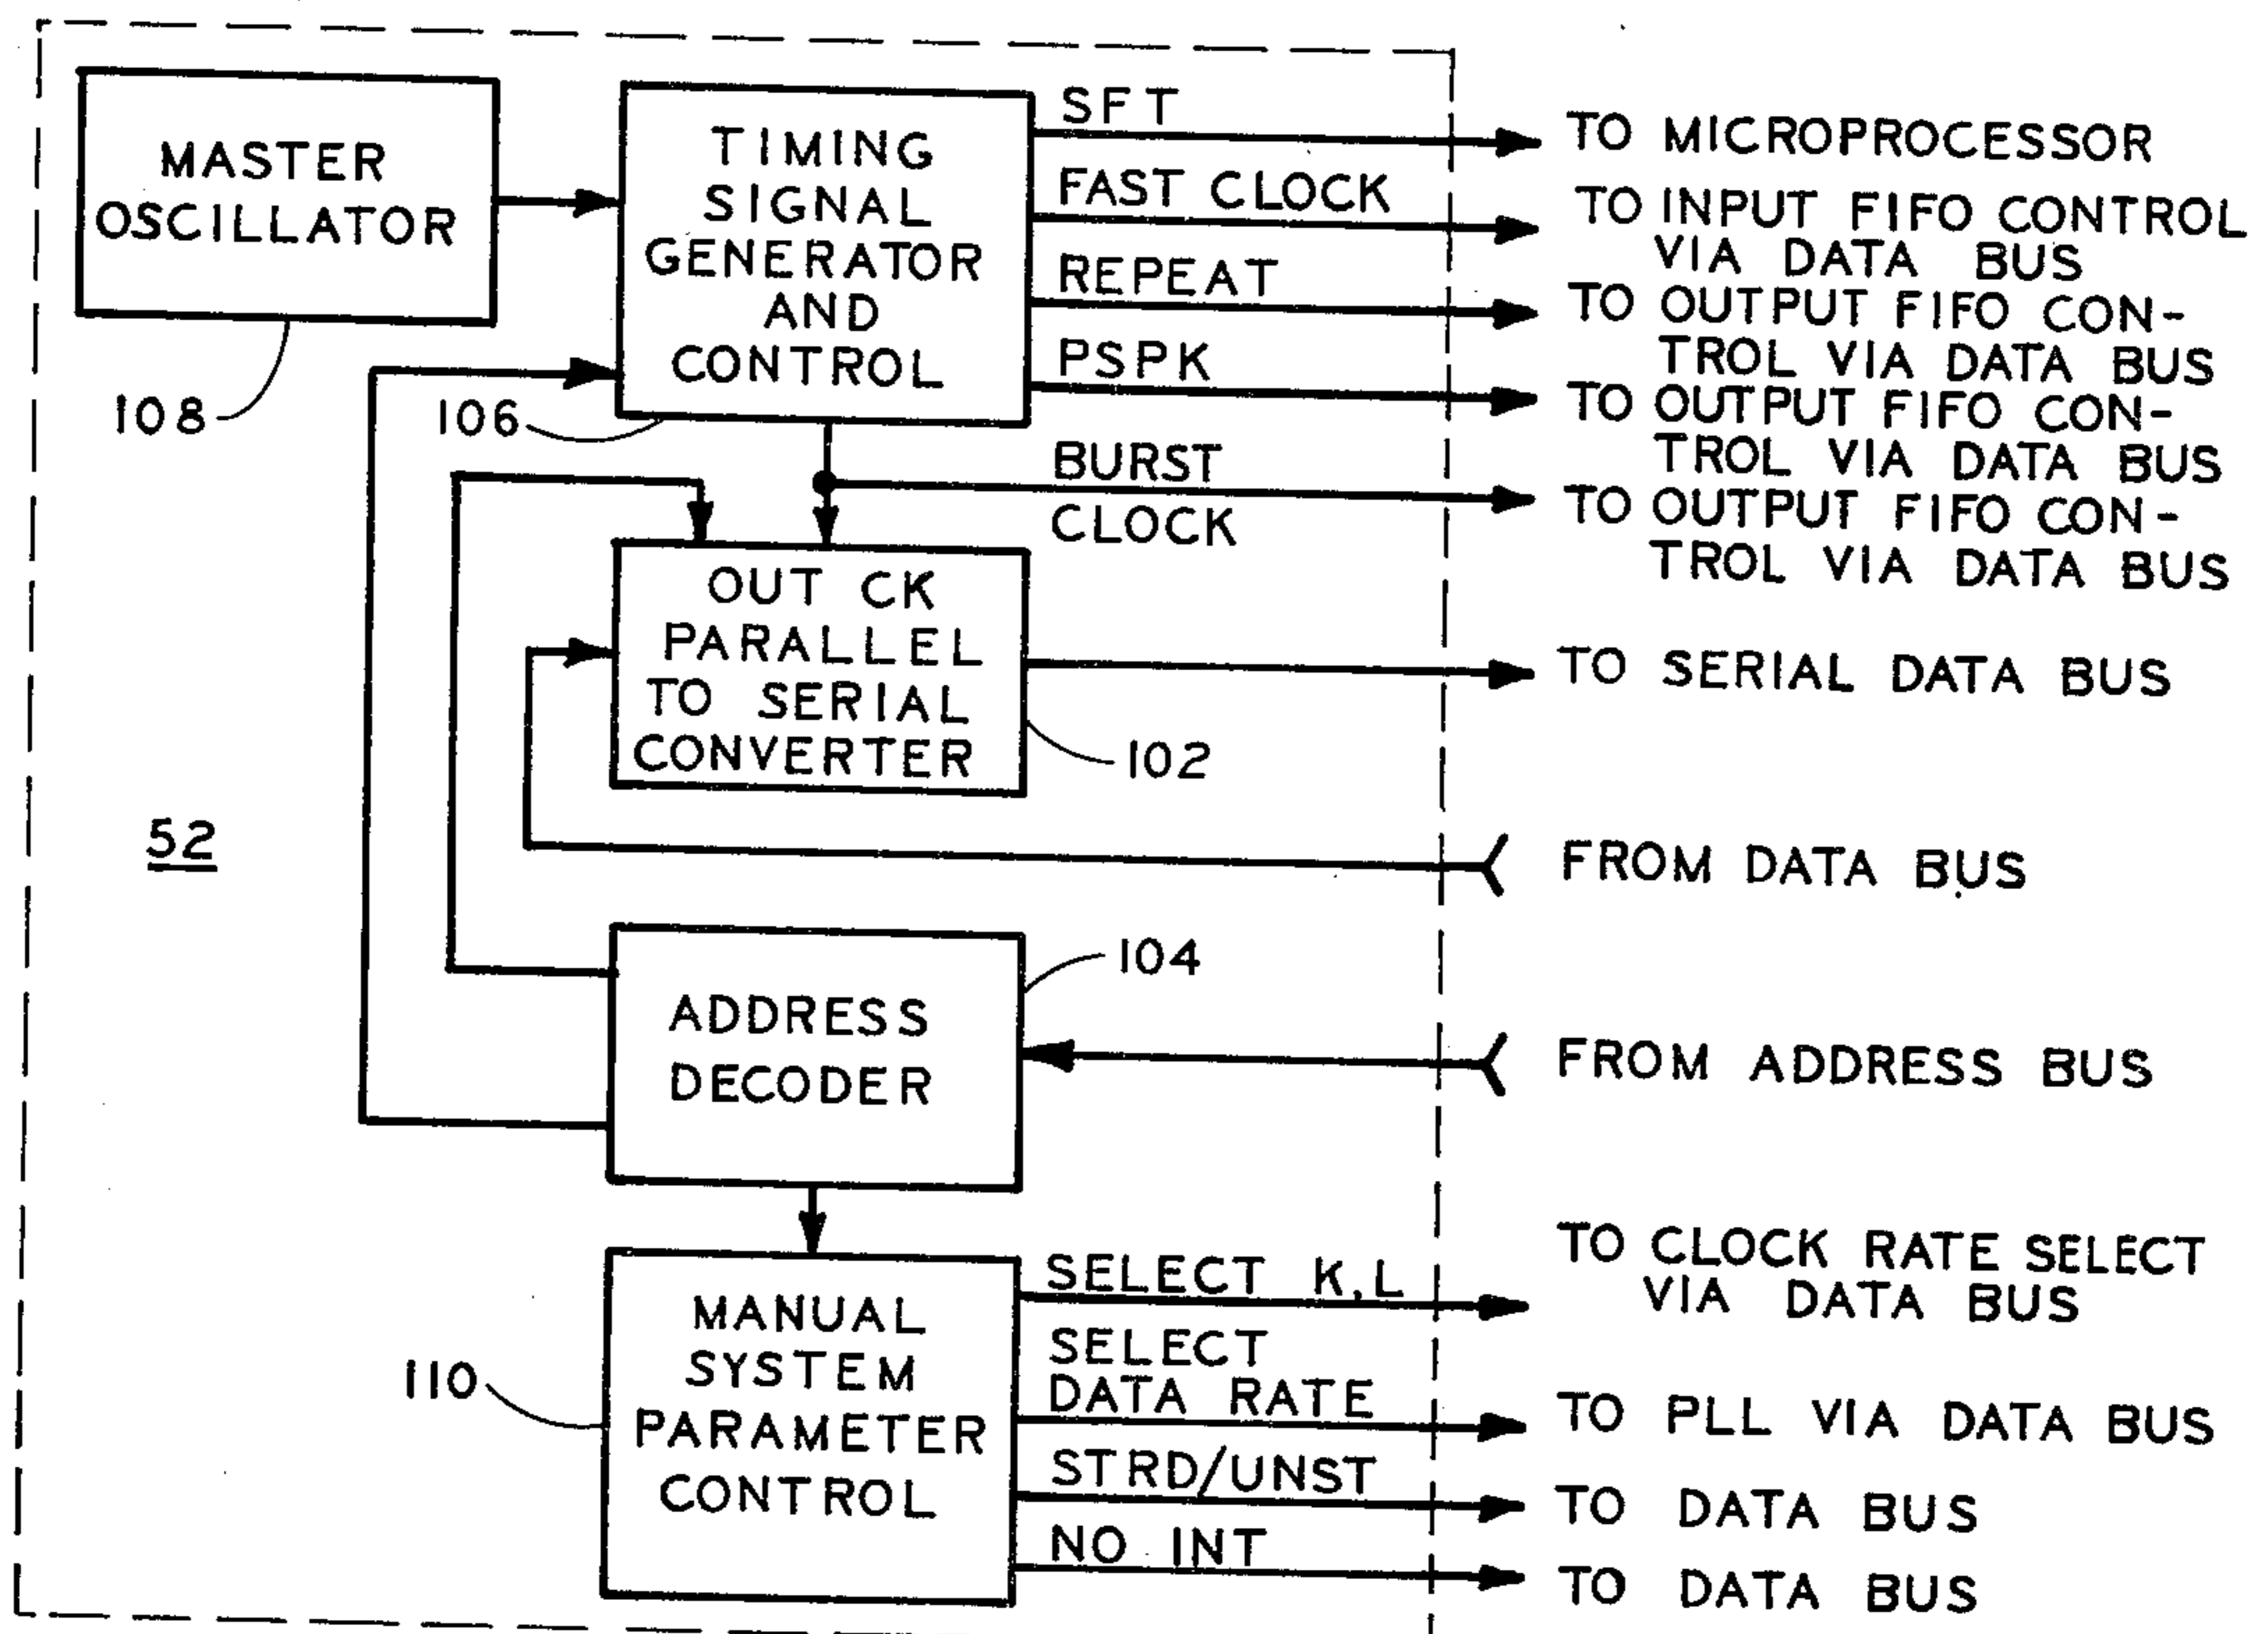 MASTER
OSCILLATOR
108
TIMING
SIGNAL
GENERATOR
AND
CONTROL
106
SFT
TO MICROPROCESSOR
FAST CLOCK
TO INPUT FIFO CONTROL
VIA DATA BUS
REPEAT
TO OUTPUT FIFO CON-
TROL VIA DATA BUS
PSPK
TO OUTPUT FIFO CON-
TROL VIA DATA BUS
BURST
CLOCK
TO OUTPUT FIFO CON-
TROL VIA DATA BUS
OUT CK
PARALLEL
TO SERIAL
CONVERTER
102
TO SERIAL DATA BUS
52
FROM DATA BUS
ADDRESS
DECODER
104
FROM ADDRESS BUS
MANUAL
SYSTEM
PARAMETER
CONTROL
110
SELECT K,L
TO CLOCK RATE SELECT
VIA DATA BUS
SELECT
DATA RATE
TO PLL VIA DATA BUS
STRD/UNST
TO DATA BUS
NO INT
TO DATA BUS